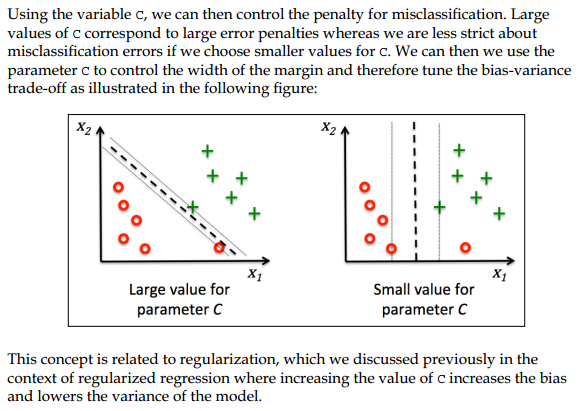 Using the variable C, we can then control the penalty for misclassification. Large
values of C correspond to large error penalties whereas we are less strict about
misclassification errors if we choose smaller values for C. We can then we use the
parameter C to control the width of the margin and therefore tune the bias-variance
trade-off as illustrated in the following figure:
X2
X1
Large value for
parameter C
X2
X1
Small value for
parameter C
This concept is related to regularization, which we discussed previously in the
context of regularized regression where increasing the value of C increases the bias
and lowers the variance of the model.